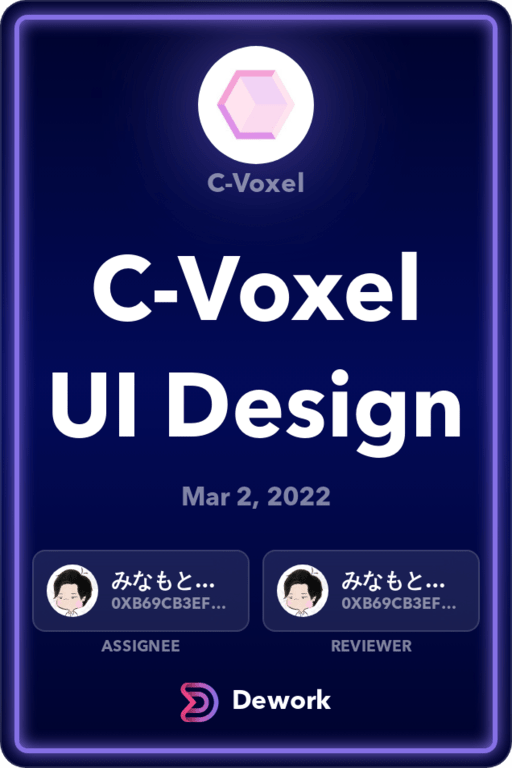 C-Voxel
C-Voxel
UI Design
Mar 2, 2022
みなもと...
0XB69CB3EF...
みなもと...
0XB69CB3EF...
ASSIGNEE
REVIEWER
Dework